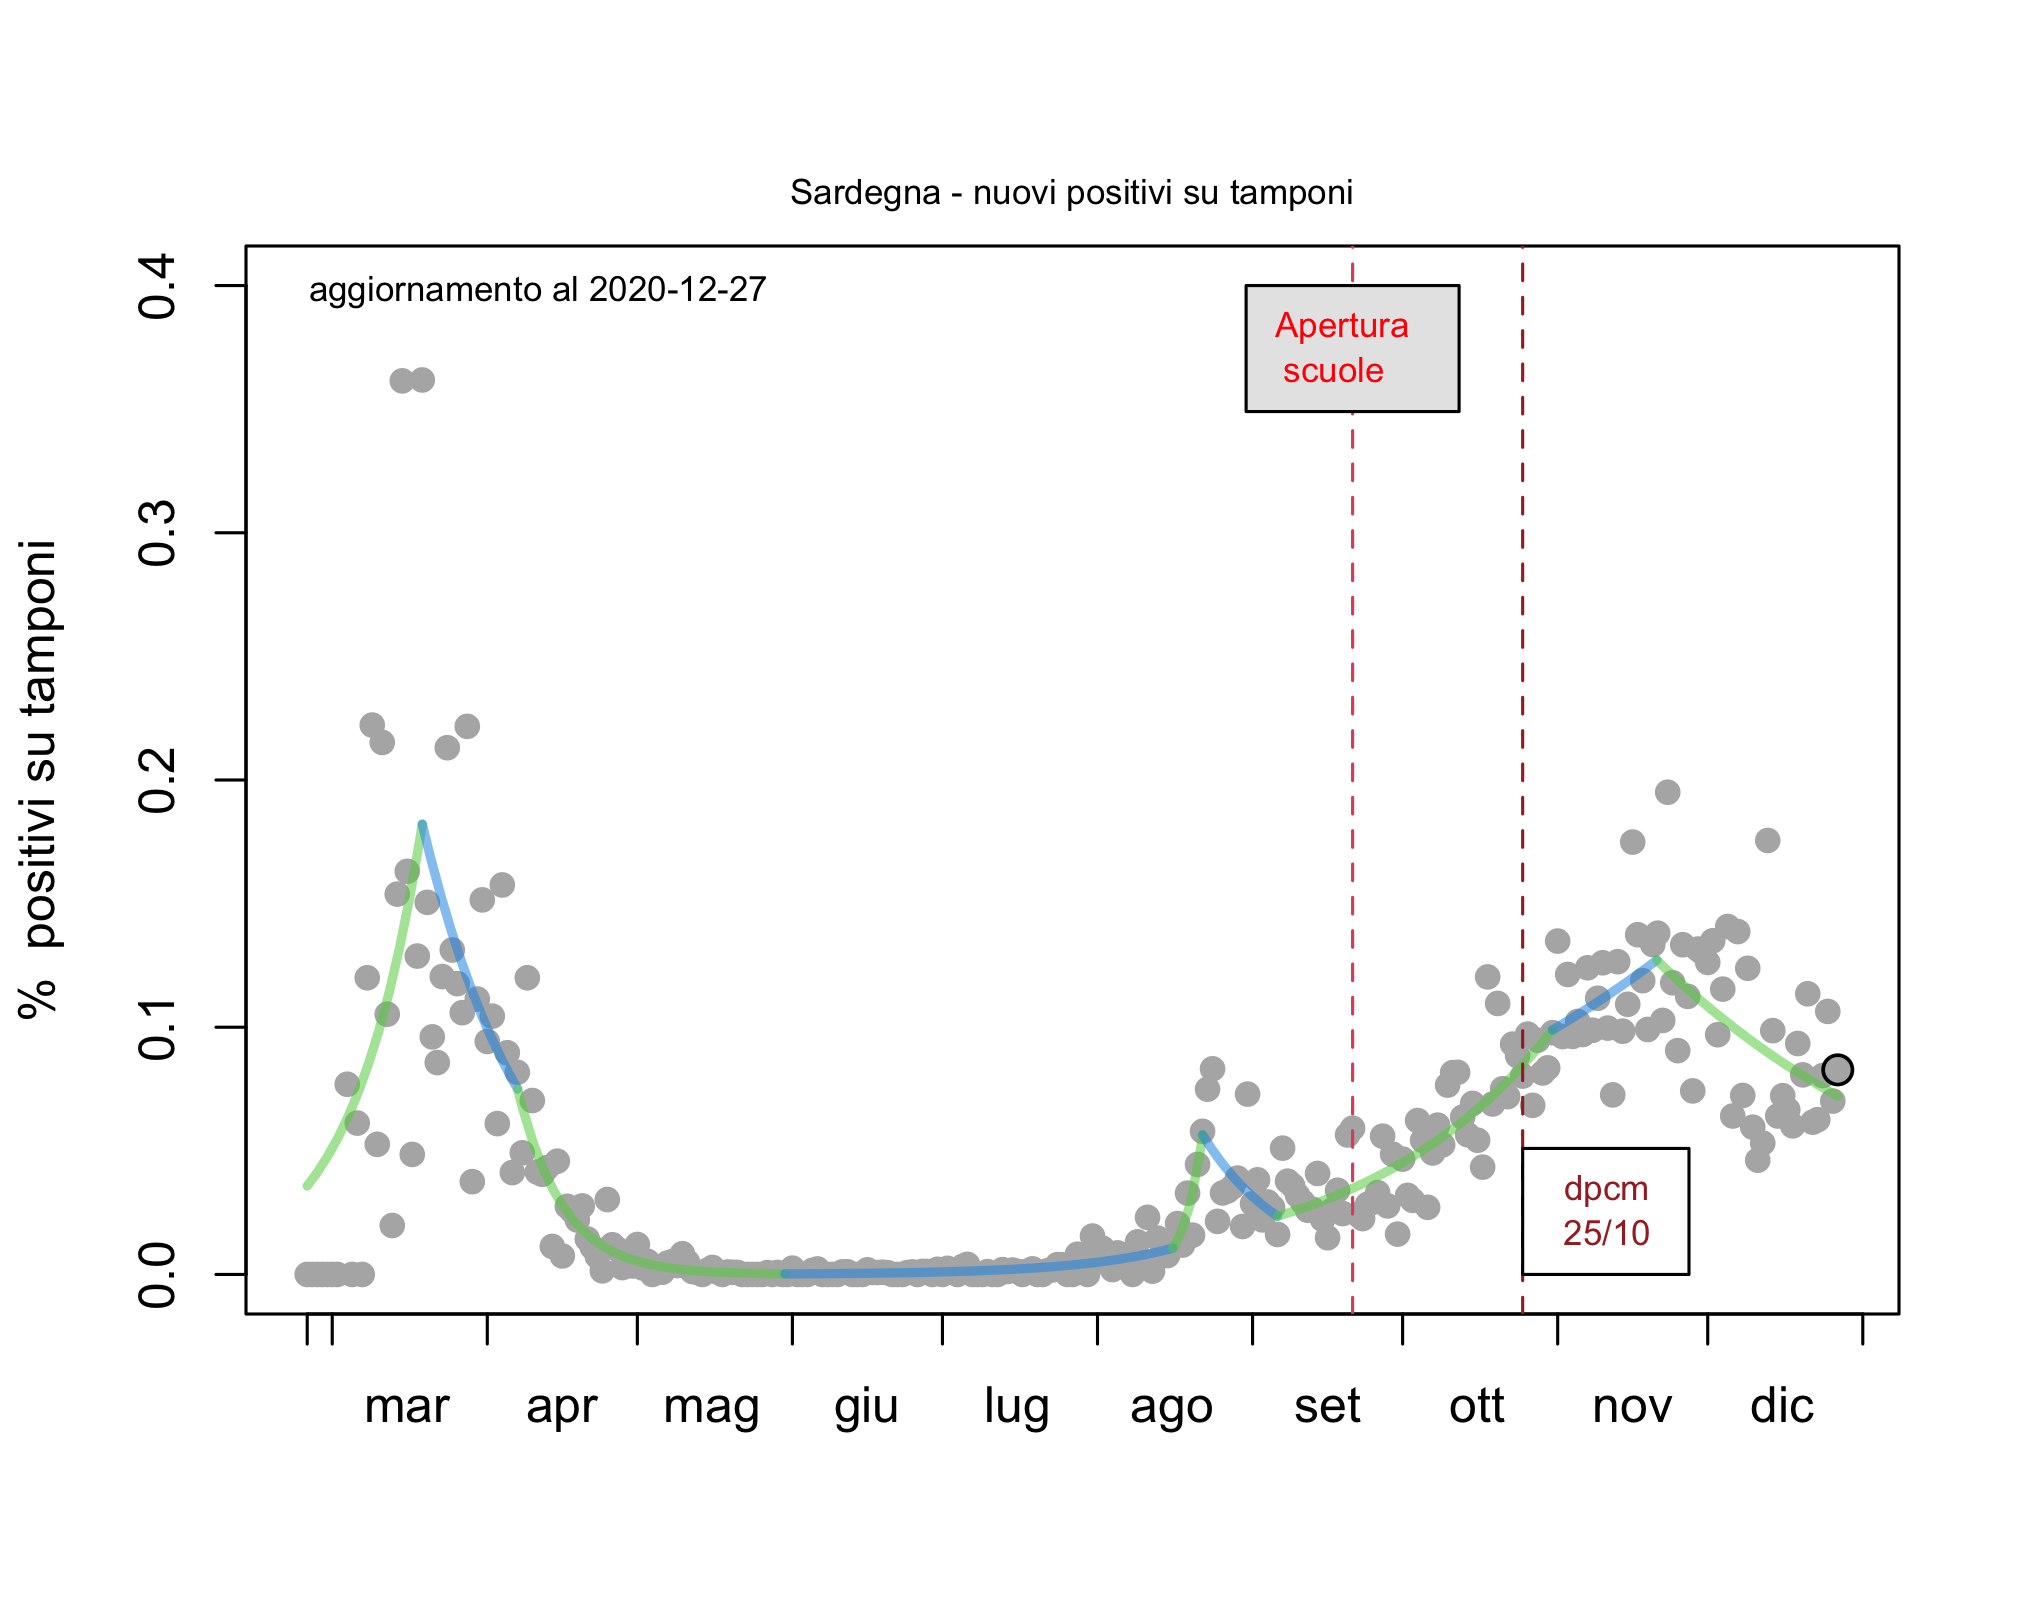 Sardegna - nuovi positivi su tamponi
aggiornamento al 2020-12-27
Apertura
scuole
dpcm
25/10
% positivi su tamponi
0.4
0.3
0.2
0.1
0.0
mar apr mag giu lug ago set ott nov dic